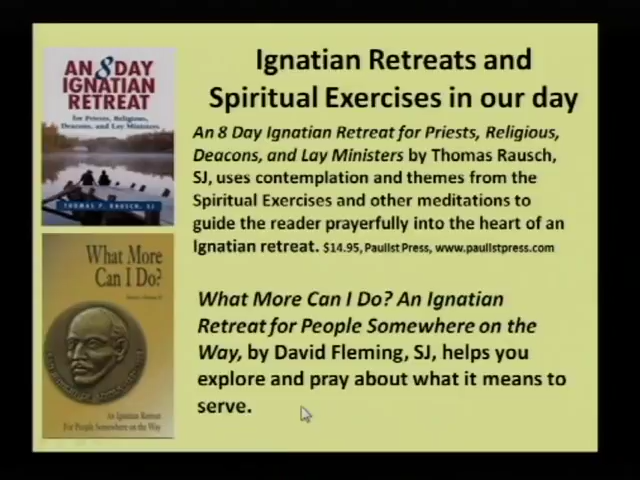 Ignatian Retreats and
Spiritual Exercises in our day
AN 8 DAY
IGNATIAN
RETREAT
for Priests, Religious,
Deacons, and Lay Ministers
THOMAS P. RAUSCH, SJ
An 8 Day Ignatian Retreat for Priests, Religious,
Deacons, and Lay Ministers by Thomas Rausch,
SJ, uses contemplation and themes from the
Spiritual Exercises and other meditations to
guide the reader prayerfully into the heart of an
Ignatian retreat. $14.95, Paulist Press, www.paulistpress.com
What More
Can I Do?
An Ignatian Retreat
For People Somewhere on the Way
What More Can I Do? An Ignatian
Retreat for People Somewhere on the
Way, by David Fleming, SJ, helps you
explore and pray about what it means to
serve.